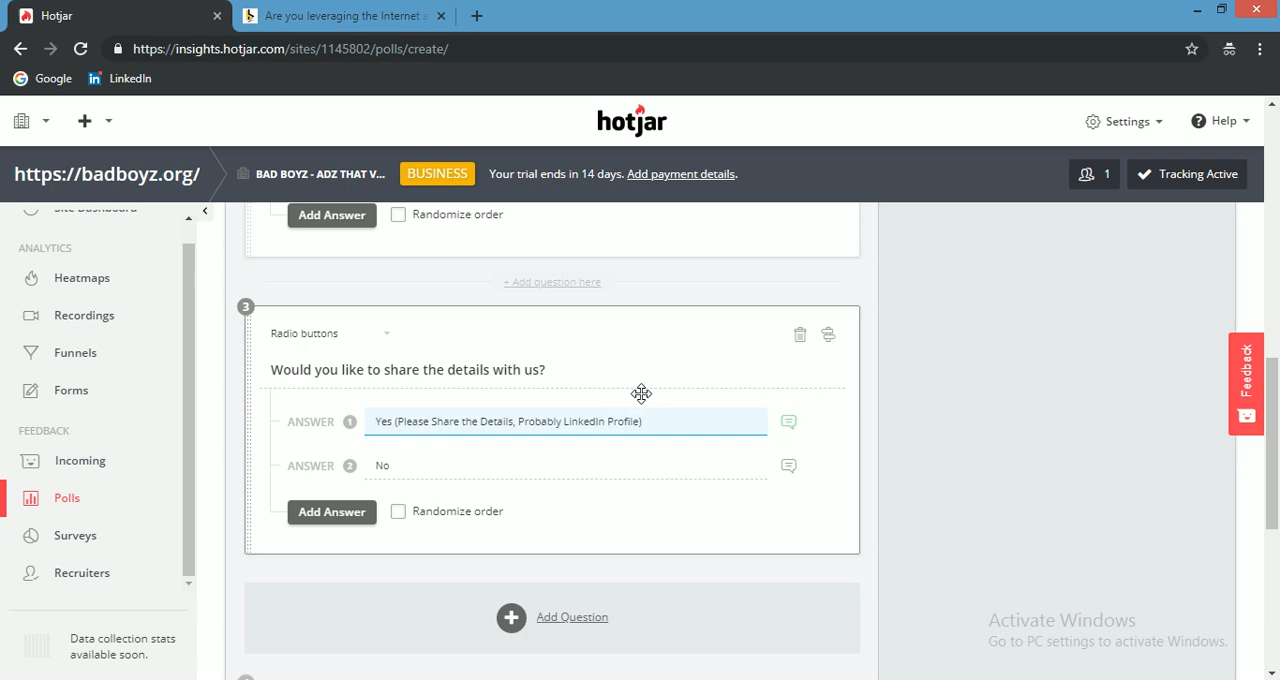 Hotjar
Are you leveraging the Internet a
https://insights.hotjar.com/sites/1145802/polls/create/
Google
LinkedIn
hotjar
Settings
Help
https://badboyz.org/
BAD BOYZ - ADZ THAT V...
BUSINESS
Your trial ends in 14 days. Add payment details.
1
Tracking Active
Site Dashboard
ANALYTICS
Heatmaps
Recordings
Funnels
Forms
FEEDBACK
Incoming
Polls
Surveys
Recruiters
Data collection stats
available soon.
Add Answer
Randomize order
+ Add question here
3
Radio buttons
Would you like to share the details with us?
ANSWER 1 Yes (Please Share the Details, Probably LinkedIn Profile)
ANSWER 2 No
Add Answer
Randomize order
Add Question
Feedback
Activate Windows
Go to PC settings to activate Windows.